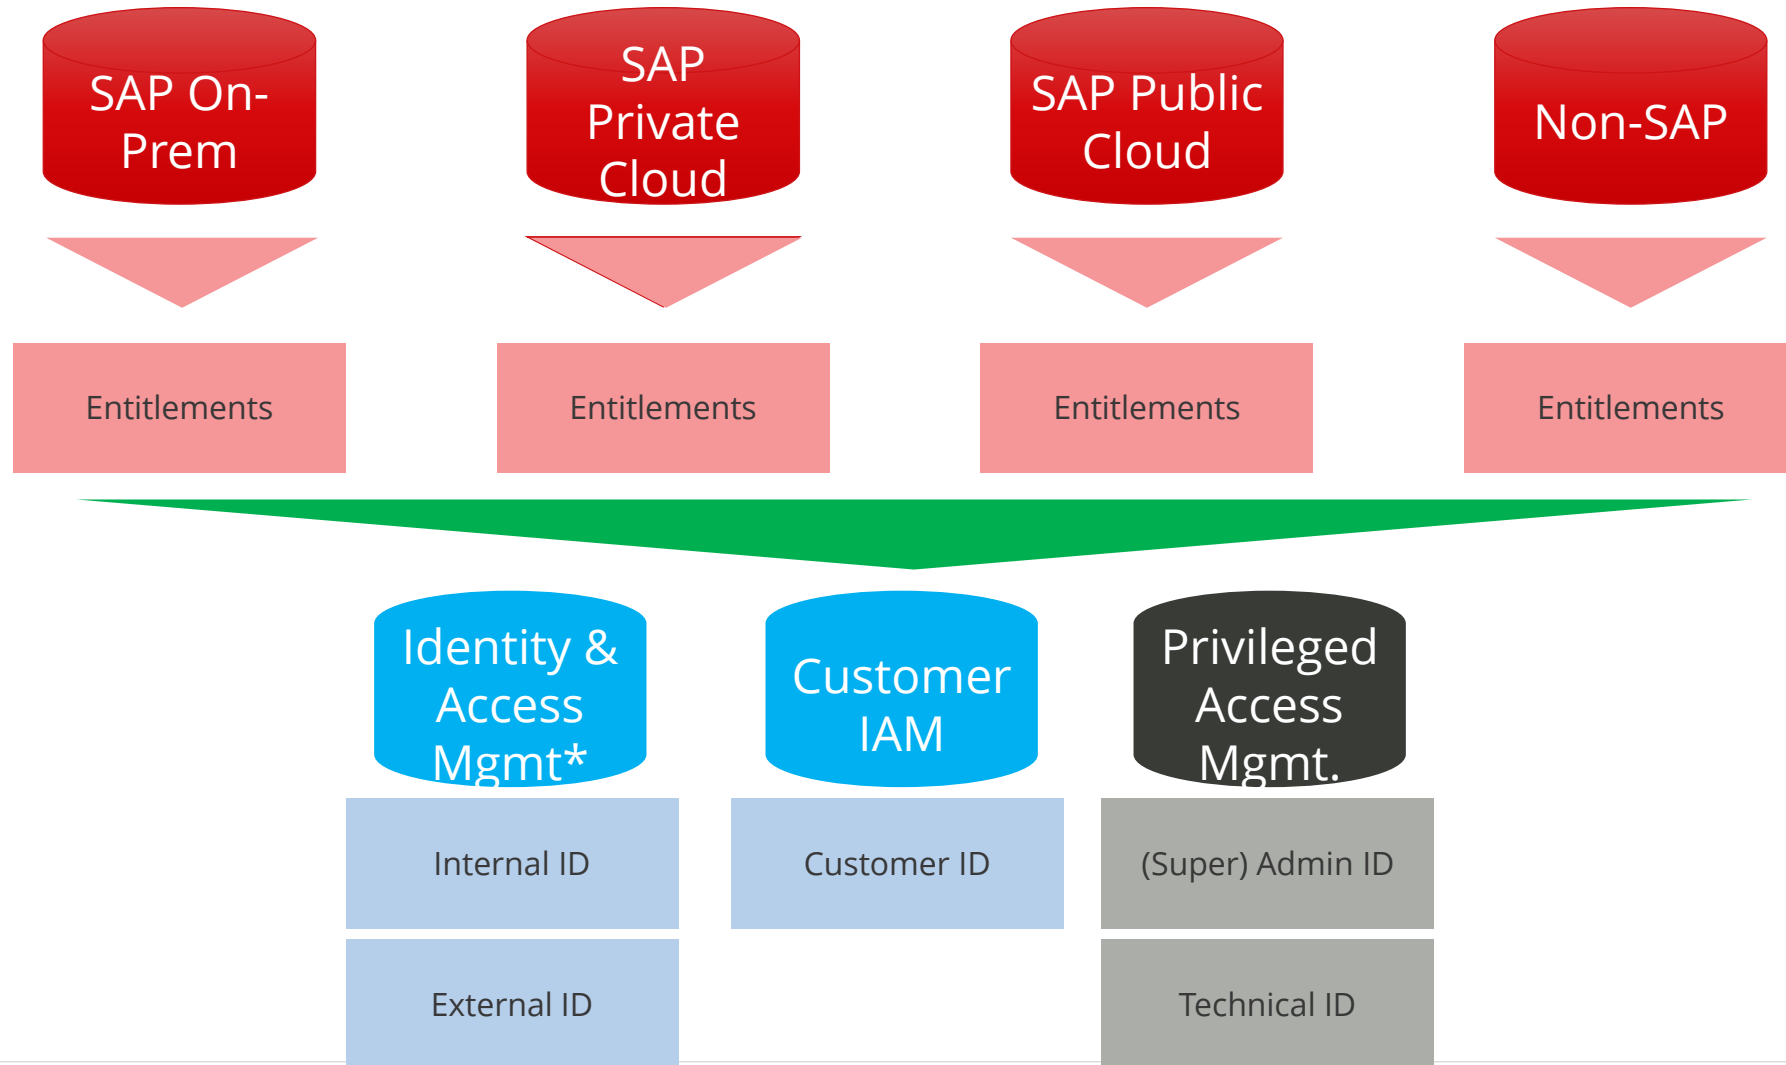 SAP On-
Prem
SAP
Private
Cloud
SAP Public
Cloud
Non-SAP
Entitlements
Entitlements
Entitlements
Entitlements
Identity &
Access
Mgmt*
Customer
IAM
Privileged
Access
Mgmt.
Internal ID
Customer ID
(Super) Admin ID
External ID
Technical ID